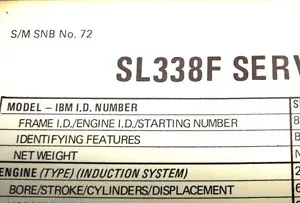 S/M SNB No. 72
SL338F SERV
MODEL – IBM I.D. NUMBER
FRAME I.D./ENGINE I.D./STARTING NUMBER
IDENTIFYING FEATURES
NET WEIGHT
ENGINE (TYPE) (INDUCTION SYSTEM)
BORE/STROKE/CYLINDERS/DISPLACEMENT